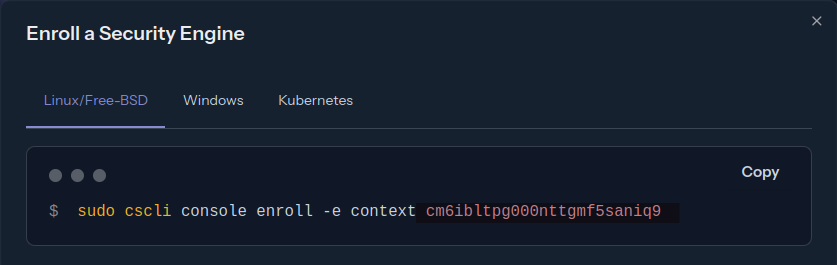 Enroll a Security Engine
Linux/Free-BSD Windows Kubernetes
Copy
$ sudo cscli console enroll -e context cm6ibltpg000nttgmf5saniq9